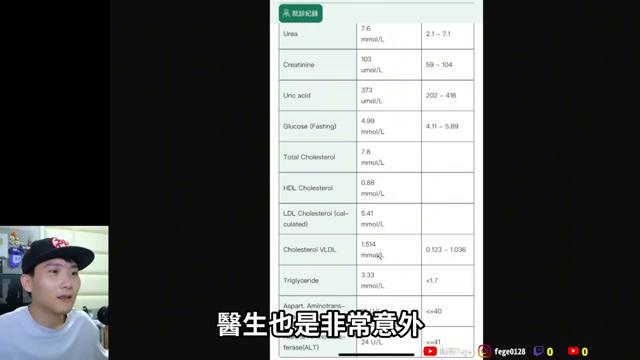 就診紀錄
Urea 7.6 mmol/L 2.1 - 7.1
Creatinine 103 umol/L 59 - 104
Uric acid 373 umol/L 202 - 416
Glucose (Fasting) 4.99 mmol/L 4.11 - 5.89
Total Cholesterol 7.8 mmol/L
HDL Cholesterol 0.88 mmol/L
LDL Cholesterol (cal-
culated) 5.41 mmol/L
Cholesterol VLDL 1.514 mmol/L 0.123 - 1.036
Triglyceride 3.33 mmol/L <1.7
Aspart. Aminotrans- <=40
醫生也是非常意外
ferase(ALT) 24 U/L <=41
fege0128 0 0